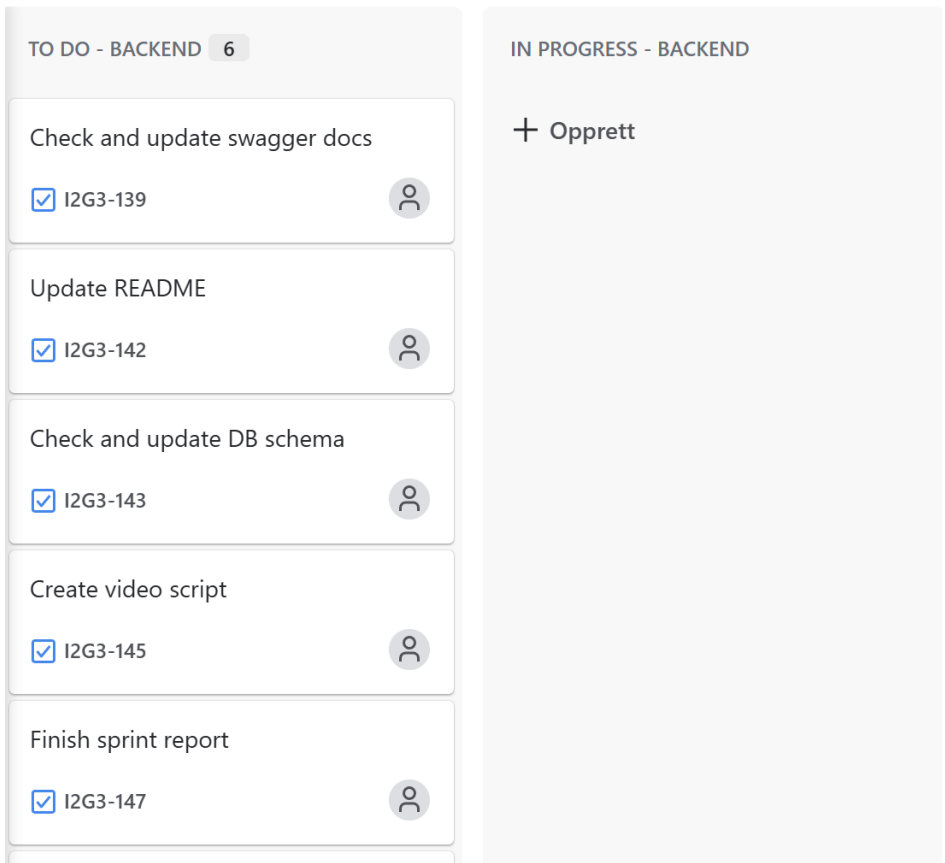 TO DO - BACKEND 6
Check and update swagger docs
I2G3-139
Update README
I2G3-142
Check and update DB schema
I2G3-143
Create video script
I2G3-145
Finish sprint report
I2G3-147
IN PROGRESS - BACKEND
+ Opprett